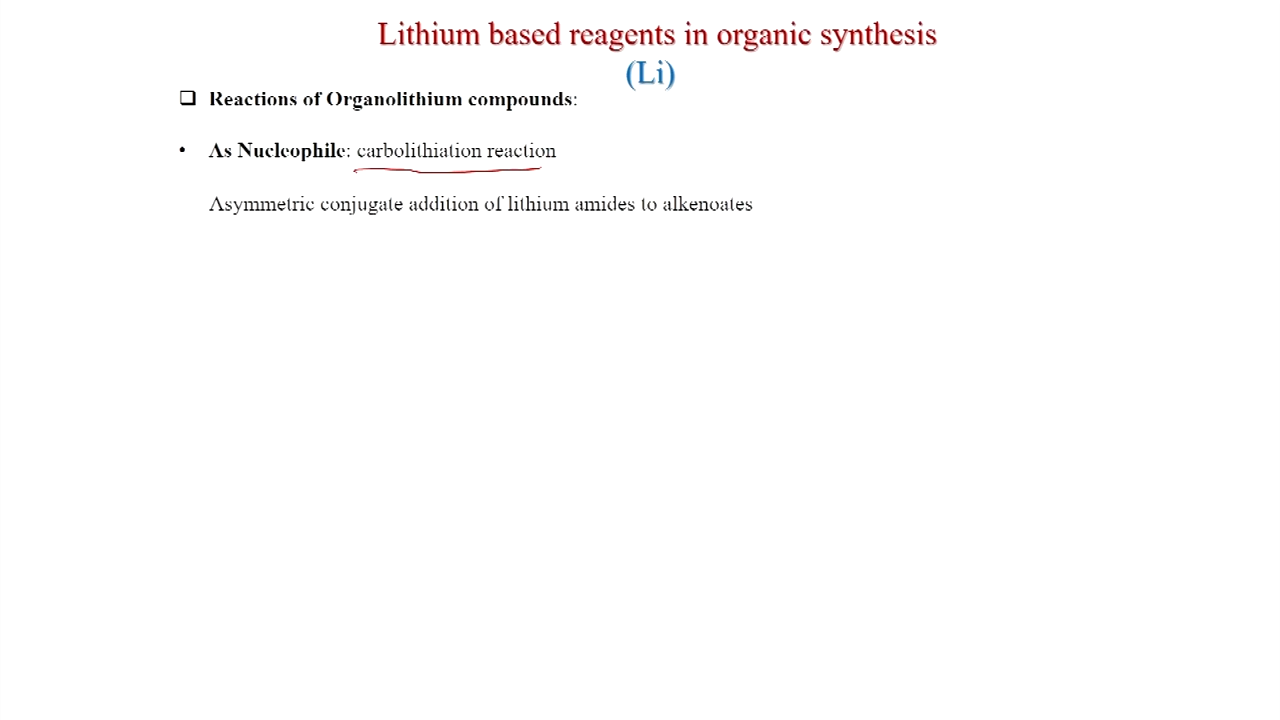 Lithium based reagents in organic synthesis
(Li)
❑ Reactions of Organolithium compounds:
• As Nucleophile: carbolithiation reaction
Asymmetric conjugate addition of lithium amides to alkenoates